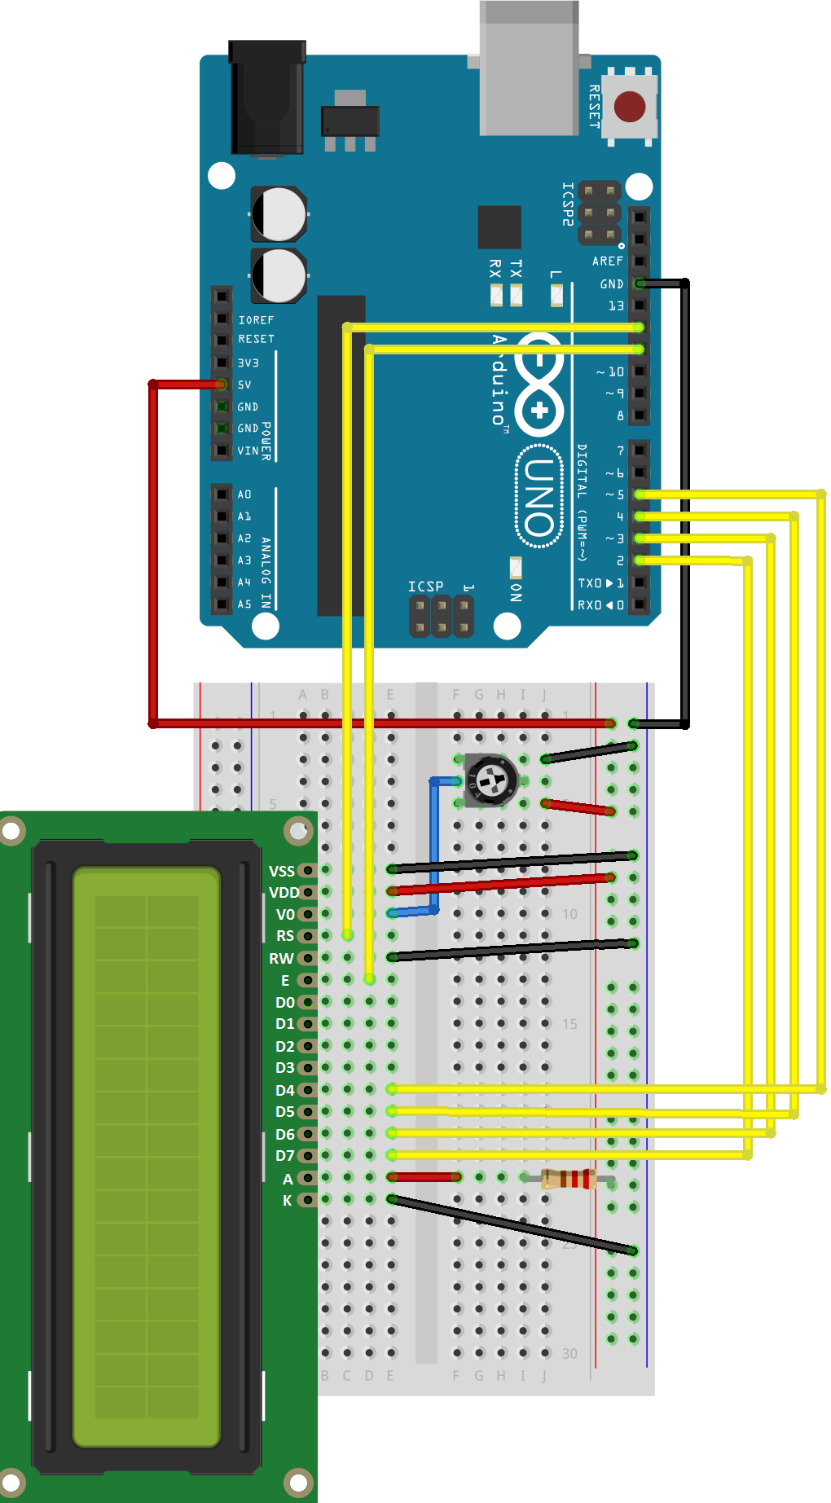 RESET
ICSP2
AREF
GND
RX
TX
L
13
IOREF
RESET
3V3
Arduino™
~10
5V
~9
GND
8
GND
POWER
VIN
UNO
DIGITAL (PWM=~)
7
~6
A0
~5
A1
4
A2
~3
A3
2
ANALOG IN
A4
ICSP
1
ON
TX0►1
A5
RX0◄0
A B E F G H I J
1 1
5
VSS
VDD
V0
10
RS
RW
E
D0
D1
15
D2
D3
D4
D5
D6
D7
A
K
25
30
B C D E F G H I J